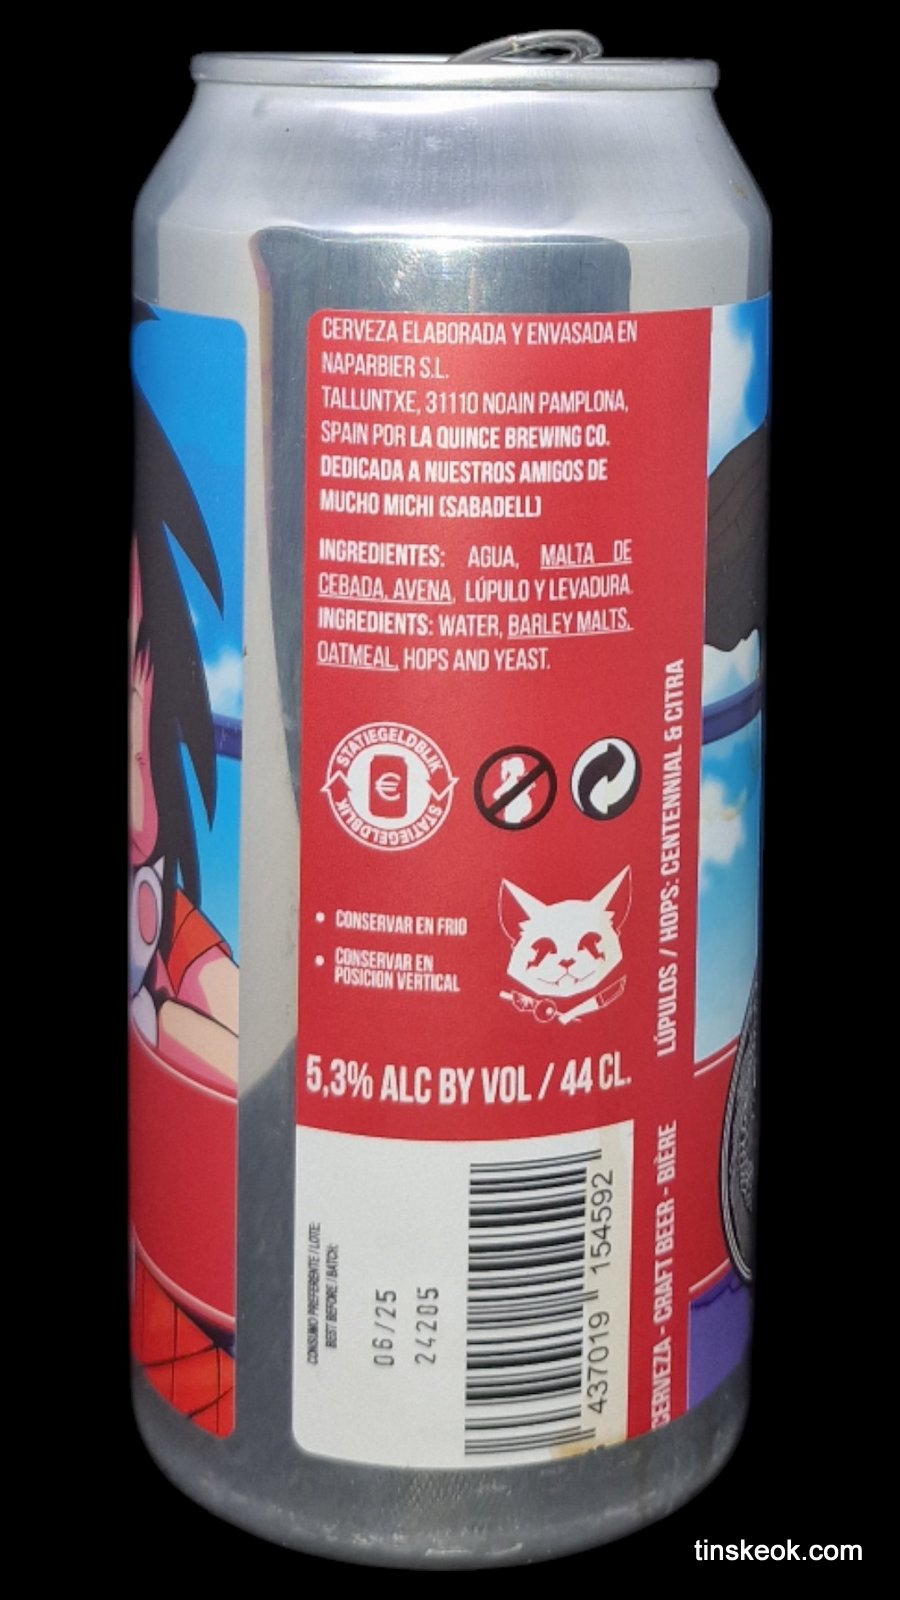 CERVEZA ELABORADA Y ENVASADA EN
NAPARBIER S.L.
TALLUNTXE, 31110 NOAIN PAMPLONA,
SPAIN POR LA QUINCE BREWING CO.
DEDICADA A NUESTROS AMIGOS DE
MUCHO MICHI (SABADELL)
INGREDIENTES: AGUA, MALTA DE
CEBADA, AVENA, LÚPULO Y LEVADURA.
INGREDIENTS: WATER, BARLEY MALTS,
OATMEAL, HOPS AND YEAST.
STATIEGELDBLIK
€
STATIEGELDBLIK
• CONSERVAR EN FRIO
• CONSERVAR EN
POSICION VERTICAL
5,3% ALC BY VOL / 44 CL.
CONSUMO PREFERENTE / LOTE:
BEST BEFORE / BATCH:
06/25
24205
437019 154592
CERVEZA - CRAFT BEER - BIÈRE
LÚPULOS / HOPS: CENTENNIAL & CITRA
tinskeok.com